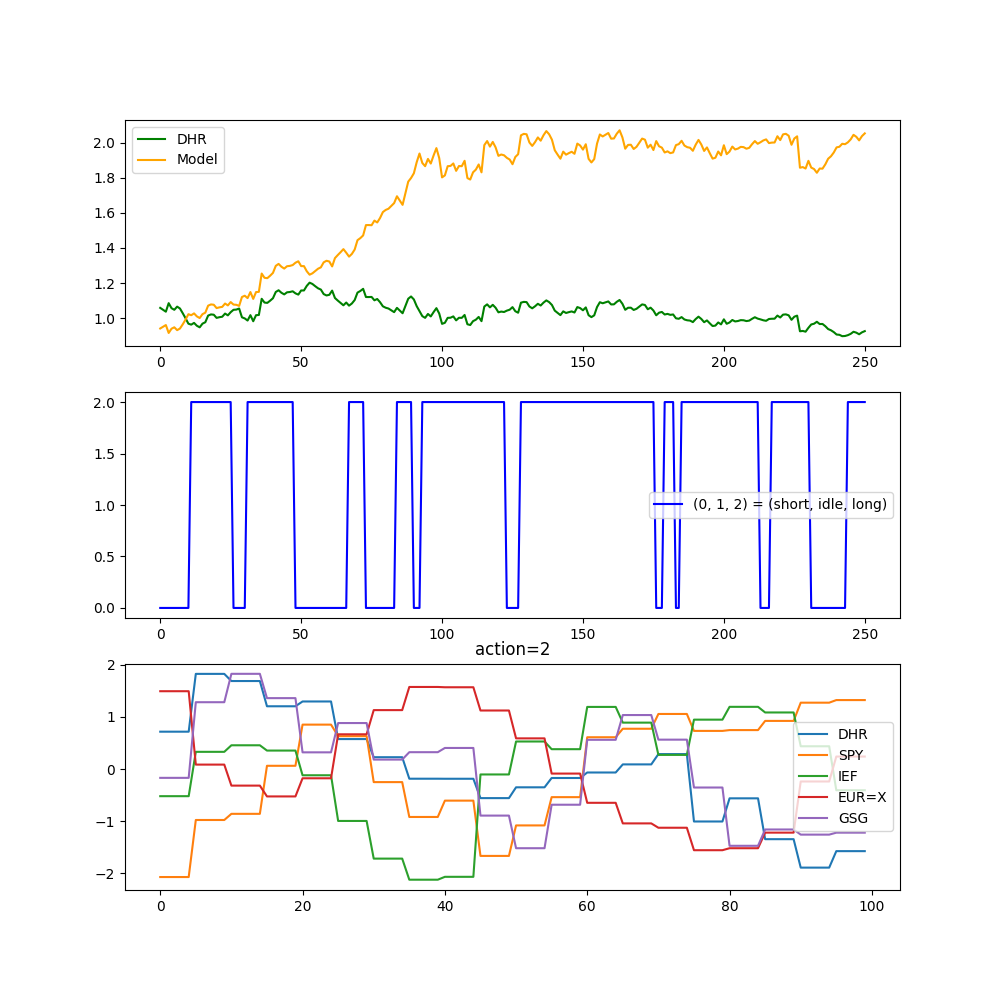 DHR
Model
2.0
1.8
1.6
1.4
1.2
1.0
0 50 100 150 200 250
2.0
1.5
1.0
0.5
0.0
(0, 1, 2) = (short, idle, long)
0 50 100 150 200 250
action=2
2
1
0
−1
−2
DHR
SPY
IEF
EUR=X
GSG
0 20 40 60 80 100